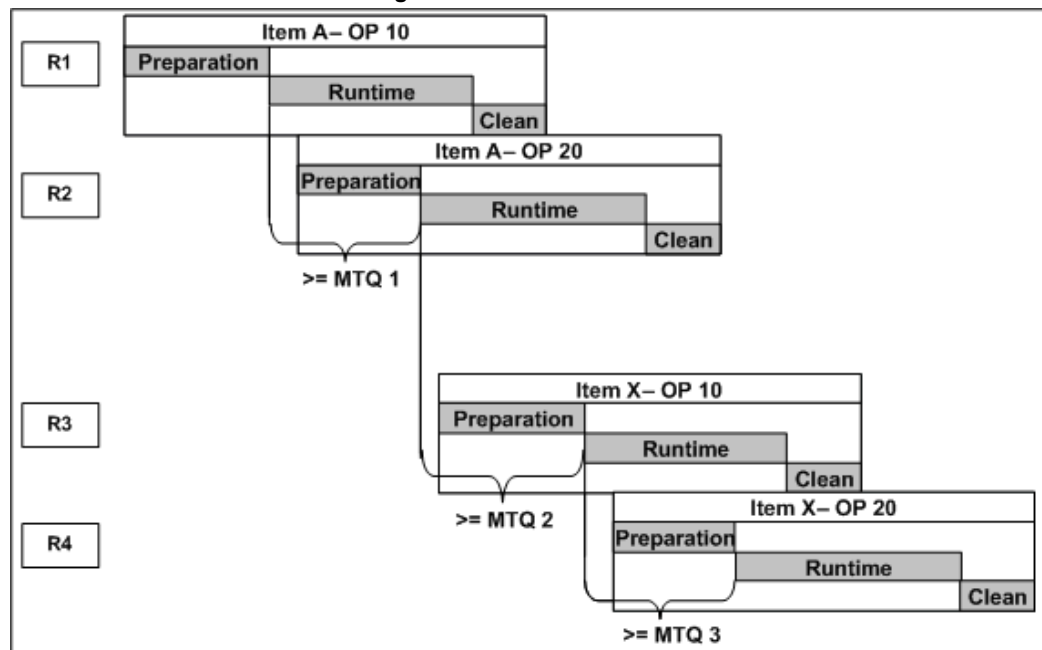 Item A– OP 10
R1
Preparation
Runtime
Clean
Item A– OP 20
R2
Preparation
Runtime
Clean
>= MTQ 1
Item X– OP 10
R3
Preparation
Runtime
Clean
>= MTQ 2
Item X– OP 20
R4
Preparation
Runtime
Clean
>= MTQ 3